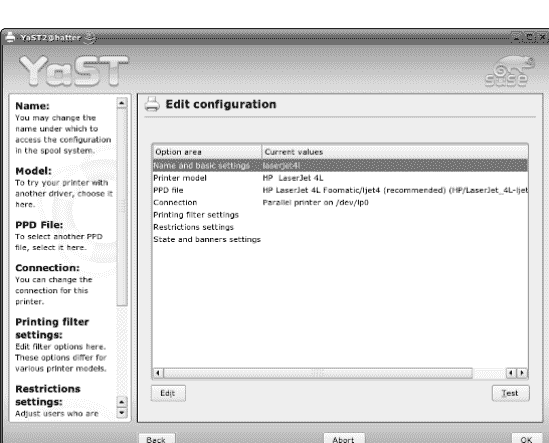 YaST2@hatter
YaST
SuSE
Name:
You may change the
name under which to
access the configuration
in the spool system.
Model:
To try your printer with
another driver, choose it
here.
PPD File:
To select another PPD
file, select it here.
Connection:
You can change the
connection for this
printer.
Printing filter
settings:
Edit filter options here.
These options differ for
various printer models.
Restrictions
settings:
Adjust users who are
Edit configuration
Option area Current values
Name and basic settings laserjet4l
Printer model HP LaserJet 4L
PPD file HP LaserJet 4L Foomatic/ljet4 (recommended) (HP/LaserJet_4L-ljet
Connection Parallel printer on /dev/lp0
Printing filter settings
Restrictions settings
State and banners settings
Edit Test
Back Abort OK